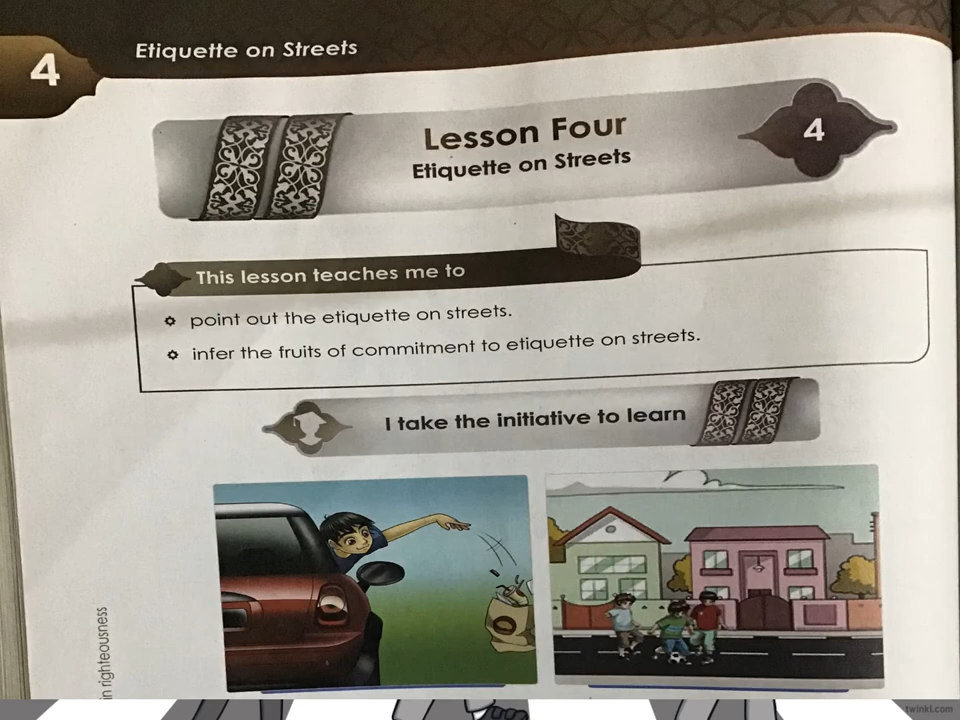 4
Etiquette on Streets
Lesson Four
4
Etiquette on Streets
This lesson teaches me to
point out the etiquette on streets.
infer the fruits of commitment to etiquette on streets.
I take the initiative to learn
in righteousness
twinkl.com